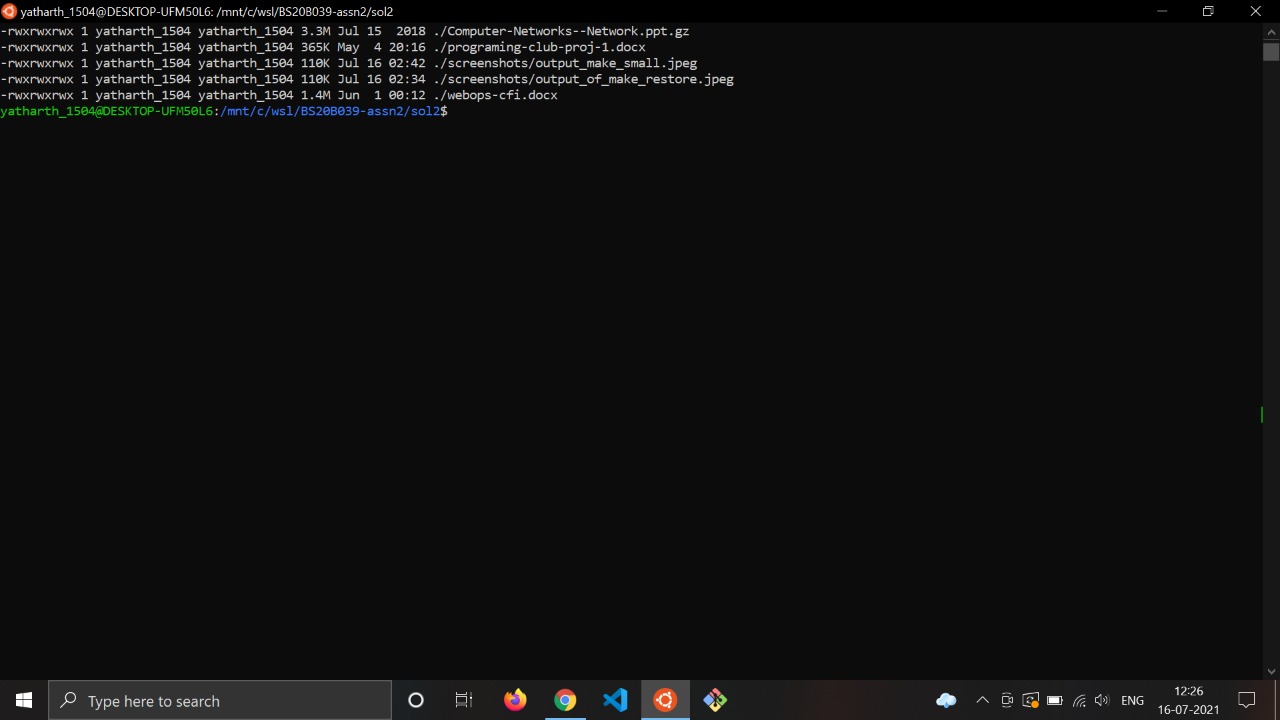 yatharth_1504@DESKTOP-UFM50L6: /mnt/c/wsl/BS20B039-assn2/sol2
-rwxrwxrwx 1 yatharth_1504 yatharth_1504 3.3M Jul 15  2018 ./Computer-Networks--Network.ppt.gz
-rwxrwxrwx 1 yatharth_1504 yatharth_1504 365K May  4 20:16 ./programing-club-proj-1.docx
-rwxrwxrwx 1 yatharth_1504 yatharth_1504 110K Jul 16 02:42 ./screenshots/output_make_small.jpeg
-rwxrwxrwx 1 yatharth_1504 yatharth_1504 110K Jul 16 02:34 ./screenshots/output_of_make_restore.jpeg
-rwxrwxrwx 1 yatharth_1504 yatharth_1504 1.4M Jun  1 00:12 ./webops-cfi.docx
yatharth_1504@DESKTOP-UFM50L6:/mnt/c/wsl/BS20B039-assn2/sol2$
Type here to search
ENG
12:26
16-07-2021